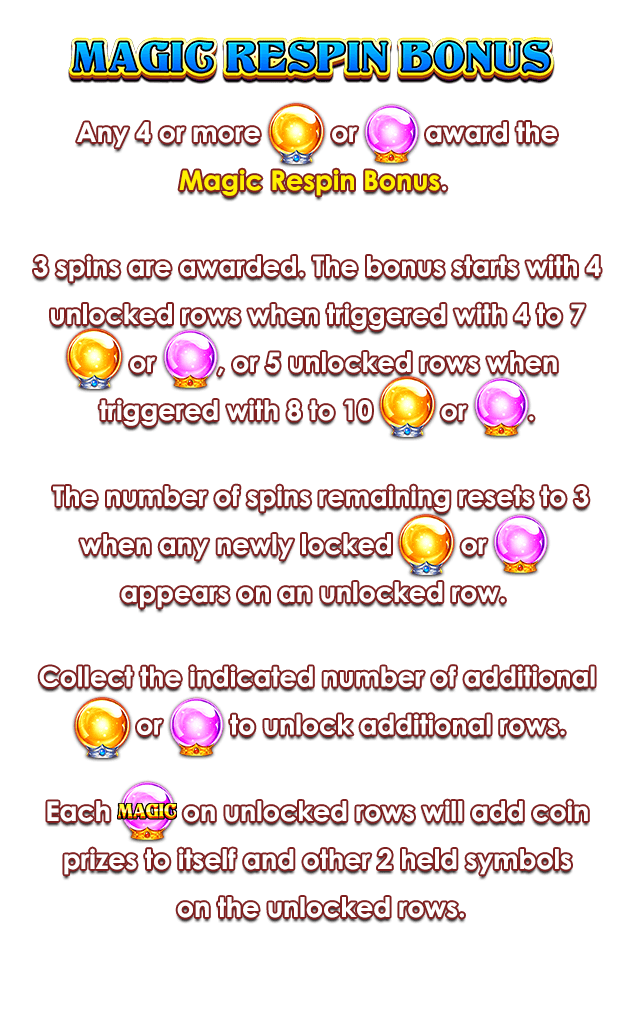 MAGIC RESPIN BONUS
Any 4 or more or award the
Magic Respin Bonus.
3 spins are awarded. The bonus starts with 4
unlocked rows when triggered with 4 to 7
or , or 5 unlocked rows when
triggered with 8 to 10 or .
The number of spins remaining resets to 3
when any newly locked or
appears on an unlocked row.
Collect the indicated number of additional
or to unlock additional rows.
Each MAGIC on unlocked rows will add coin
prizes to itself and other 2 held symbols
on the unlocked rows.